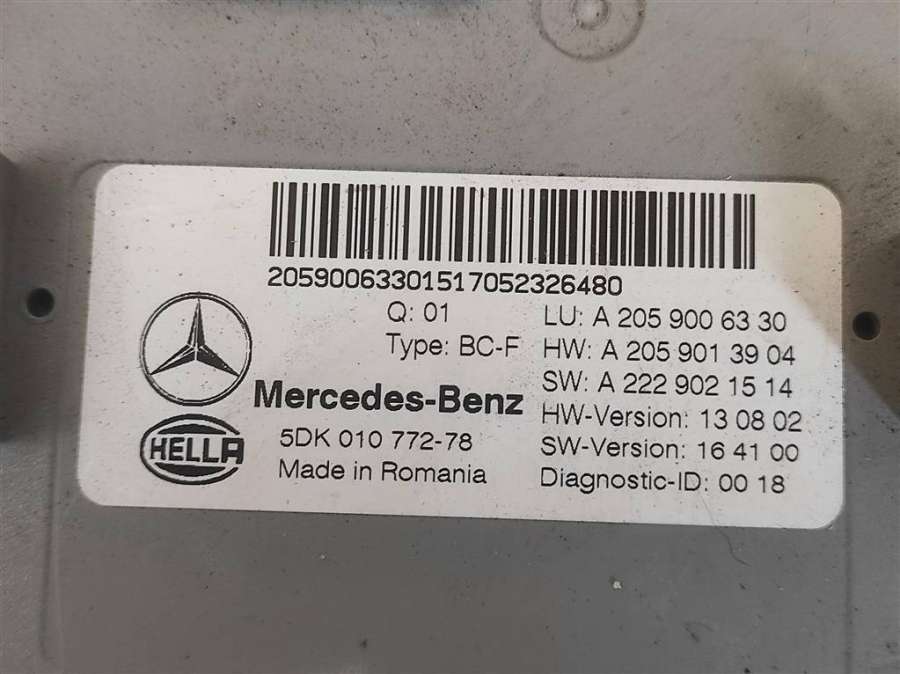 205900633015170523​26480
Q: 01
Type: BC-F
LU: A 205 900 63 30
HW: A 205 901 39 04
SW: A 222 902 15 14
HW-Version: 13 08 02
SW-Version: 16 41 00
Diagnostic-ID: 00 18
Mercedes-Benz
HELLA
5DK 010 772-78
Made in Romania